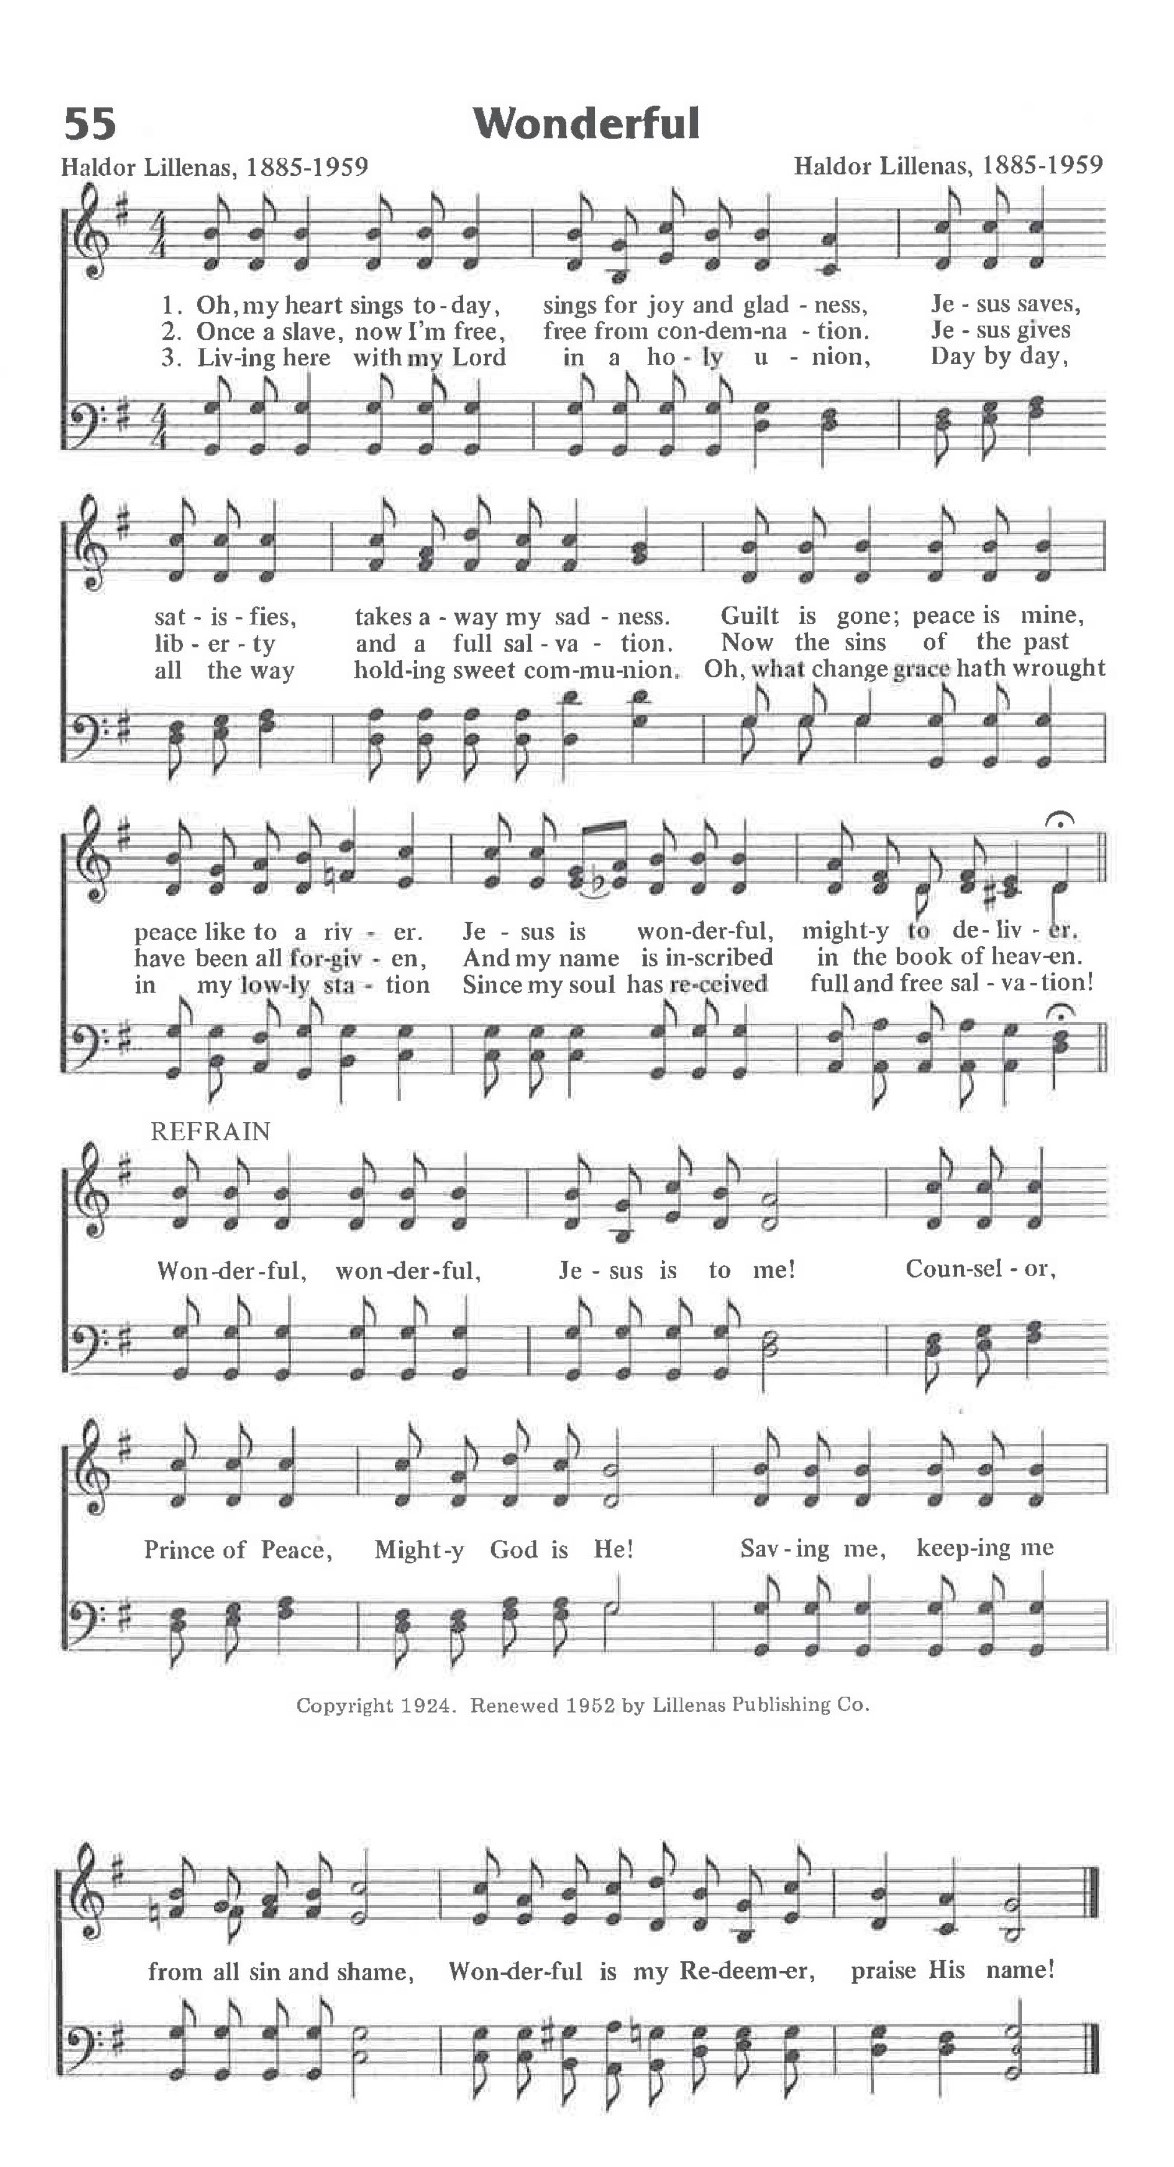 55 Wonderful
Haldor Lillenas, 1885-1959 Haldor Lillenas, 1885-1959
1. Oh, my heart sings to-day, sings for joy and glad - ness, Je - sus saves,
2. Once a slave, now I'm free, free from con-dem-na - tion. Je - sus gives
3. Liv-ing here with my Lord in a ho - ly u - nion, Day by day,
sat - is - fies, takes a - way my sad - ness. Guilt is gone; peace is mine,
lib - er - ty and a full sal - va - tion. Now the sins of the past
all the way hold-ing sweet com-mu-nion. Oh, what change grace hath wrought
peace like to a riv - er. Je - sus is won-der-ful, might-y to de-liv - er.
have been all for-giv - en, And my name is in-scribed in the book of heav-en.
in my low-ly sta - tion Since my soul has re-ceived full and free sal - va-tion!
REFRAIN
Won-der-ful, won-der-ful, Je - sus is to me! Coun-sel - or,
Prince of Peace, Might-y God is He! Sav - ing me, keep-ing me
Copyright 1924. Renewed 1952 by Lillenas Publishing Co.
from all sin and shame, Won-der-ful is my Re-deem-er, praise His name!